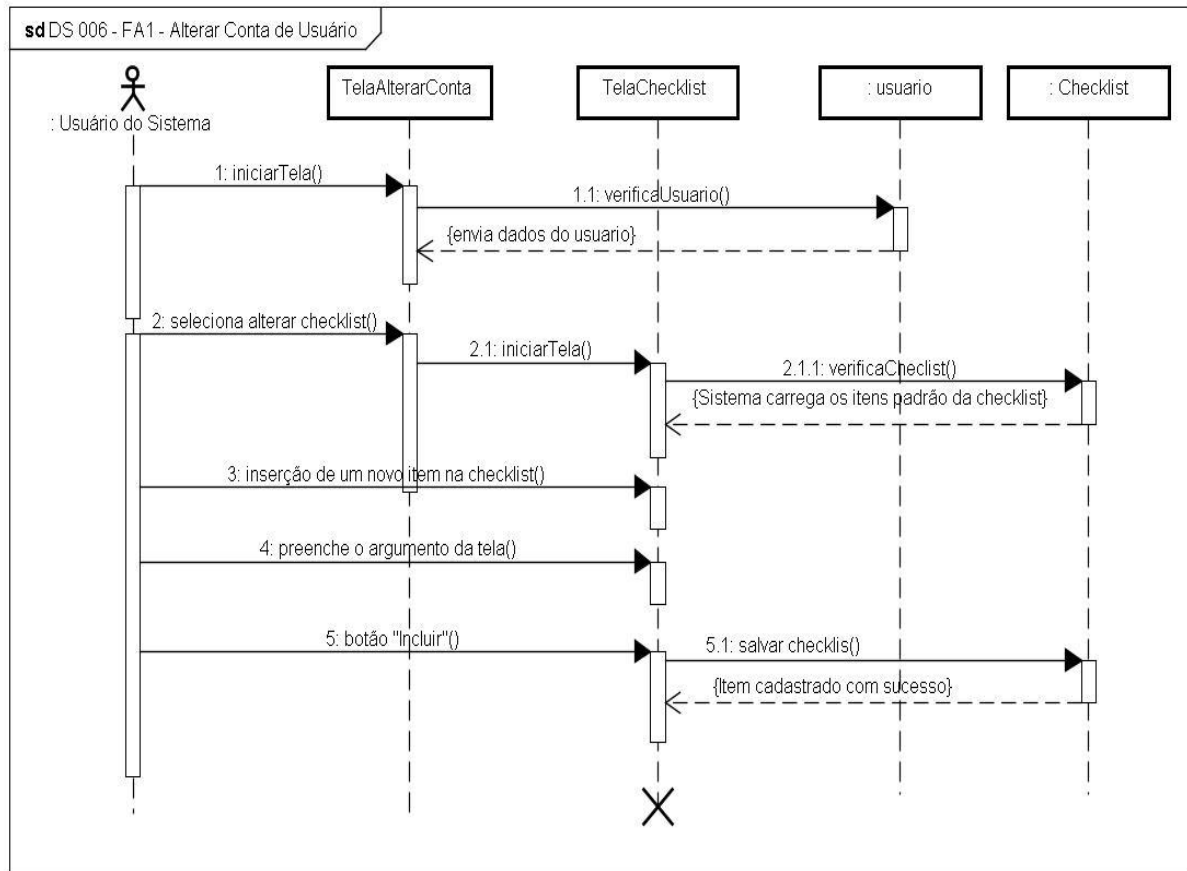 sd DS 006 - FA1 - Alterar Conta de Usuário
: Usuário do Sistema
TelaAlterarConta
TelaChecklist
: usuario
: Checklist
1: iniciarTela()
1.1: verificaUsuario()
{envia dados do usuario}
2: seleciona alterar checklist()
2.1: iniciarTela()
2.1.1: verificaCheclist()
{Sistema carrega os itens padrão da checklist}
3: inserção de um novo item na checklist()
4: preenche o argumento da tela()
5: botão "Incluir"()
5.1: salvar checklis()
{Item cadastrado com sucesso}